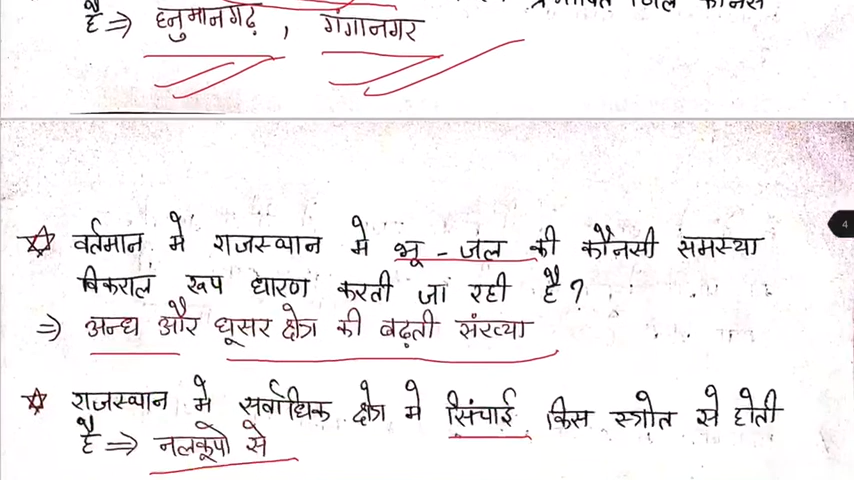 है ⇒ हनुमानगढ़ , गंगानगर
4
☆ वर्तमान मे राजस्थान मे भू - जल की कौनसी समस्या
विकराल रूप धारण करती जा रही है ?
⇒ अन्ध और धूसर क्षेत्र की बढ़ती संख्या
☆ राजस्थान मे सर्वाधिक क्षेत्र मे सिंचाई किस स्त्रोत से होती
है ⇒ नलकूपो से